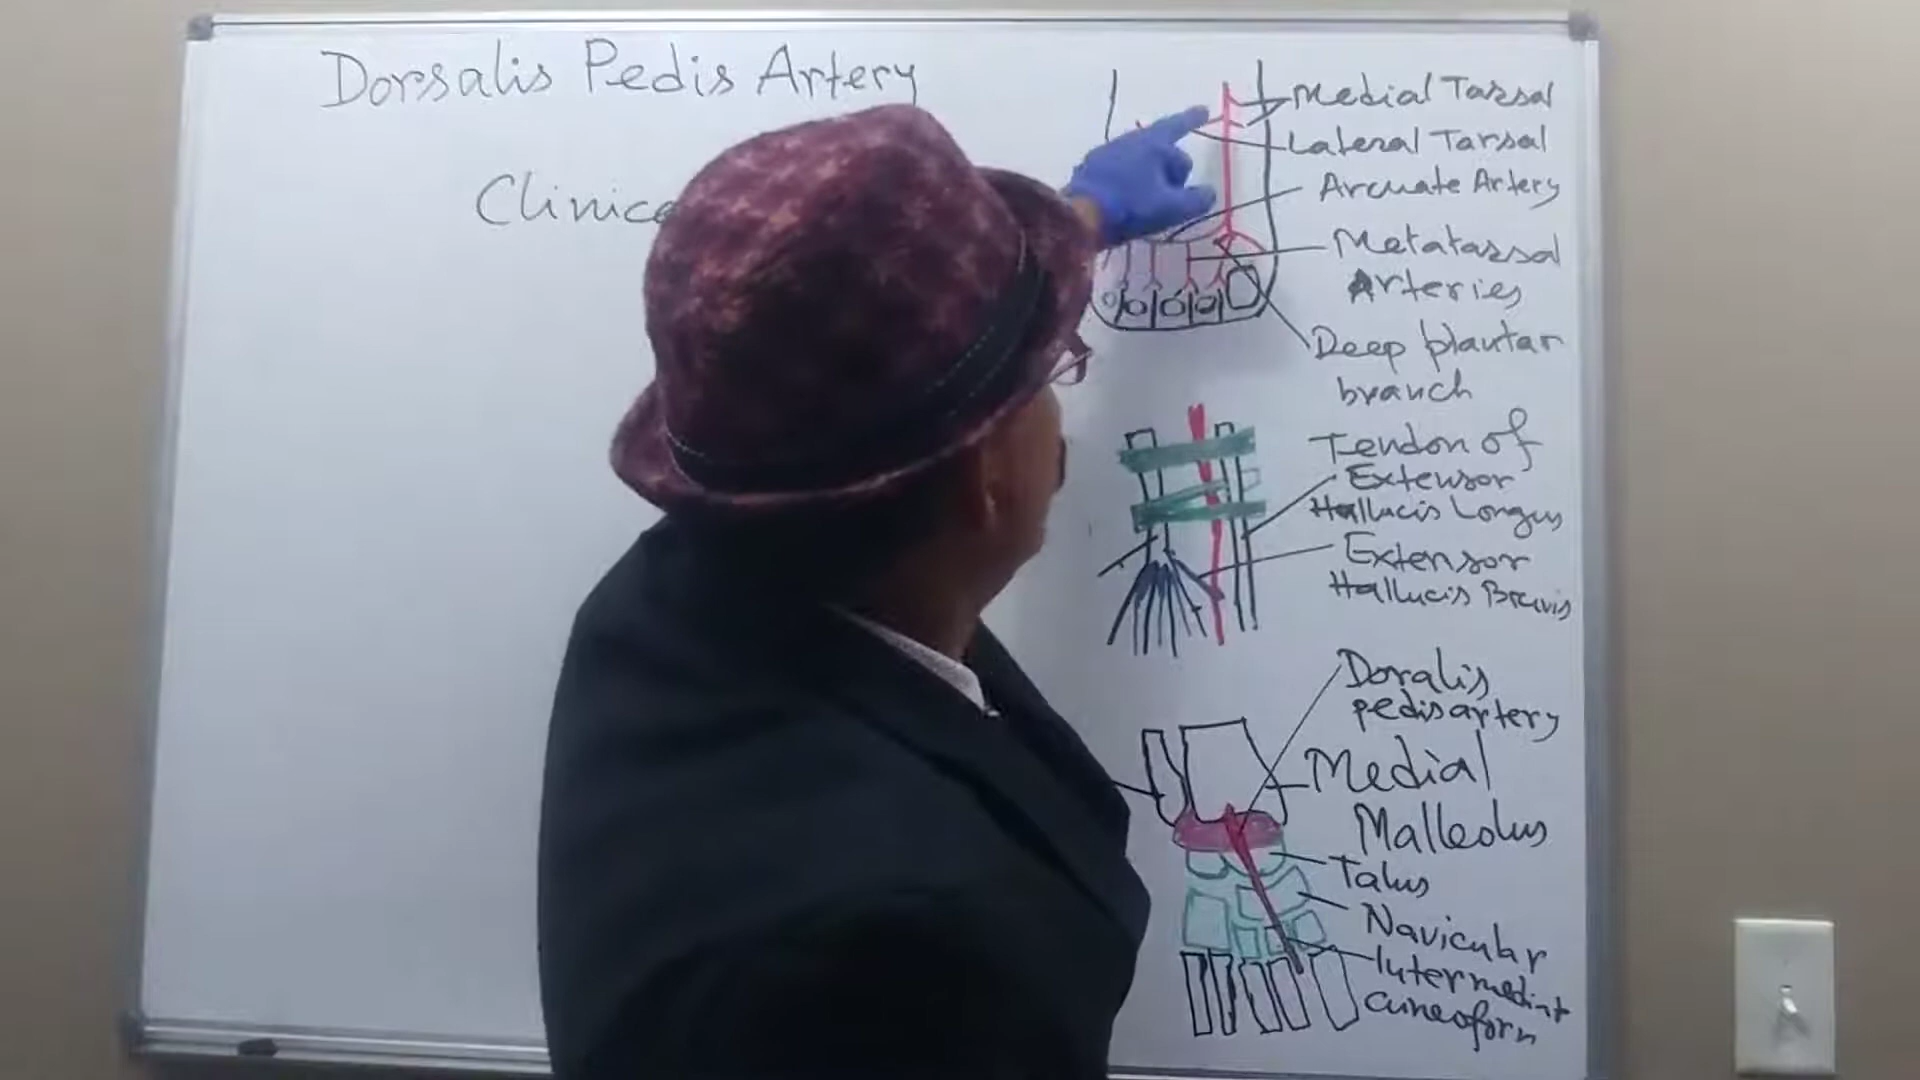 Dorsalis Pedis Artery
Clinica
Medial Tarsal
Lateral Tarsal
Arcuate Artery
Metatarsal
Arteries
Deep plantar
branch
Tendon of
Extensor
Hallucis Longus
Extensor
Hallucis Brevis
Doralis
pedis artery
Medial
Malleolus
Talus
Navicular
Intermediat
cuneoform